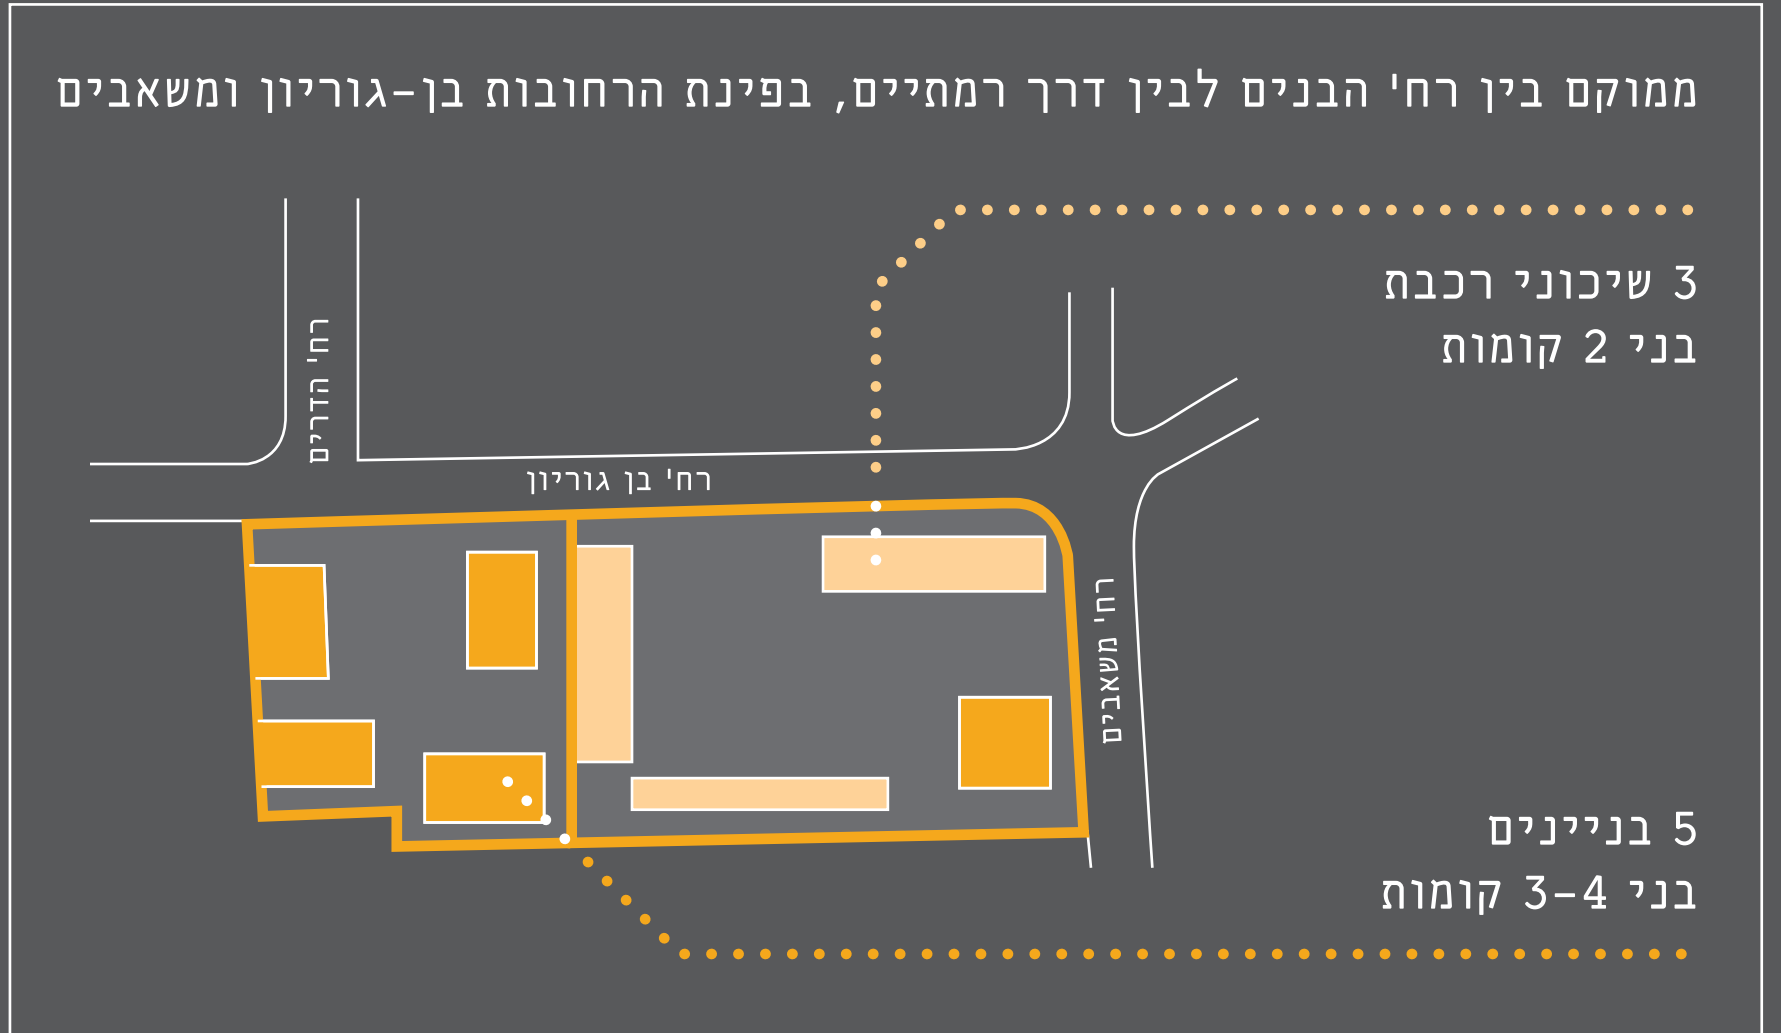 ממוקם בין רח' הבנים לבין דרך רמתיים, בפינת הרחובות בן-גוריון ומשאבים
3 שיכוני רכבת
בני 2 קומות
רח' הדרים
רח' בן גוריון
רח' משאבים
5 בניינים
בני 3-4 קומות